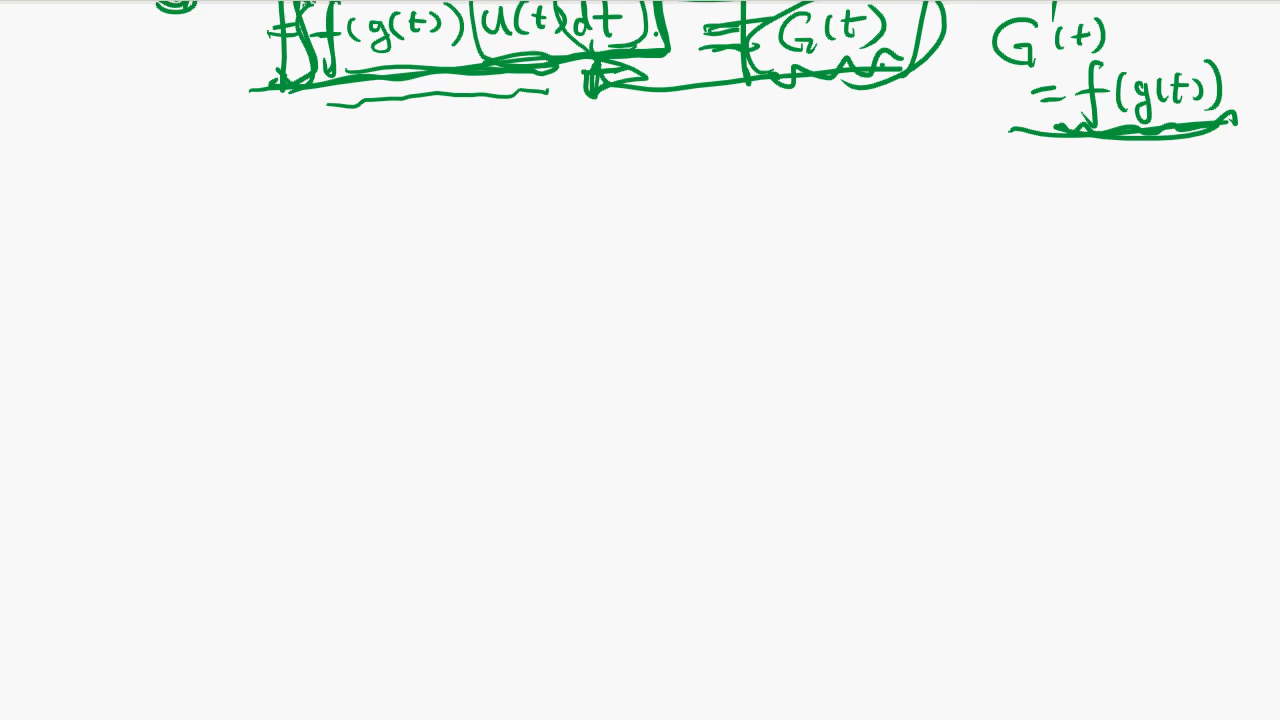 = ∫ f(g(t)) u(t) dt = G(t) G'(t)
= f(g(t))